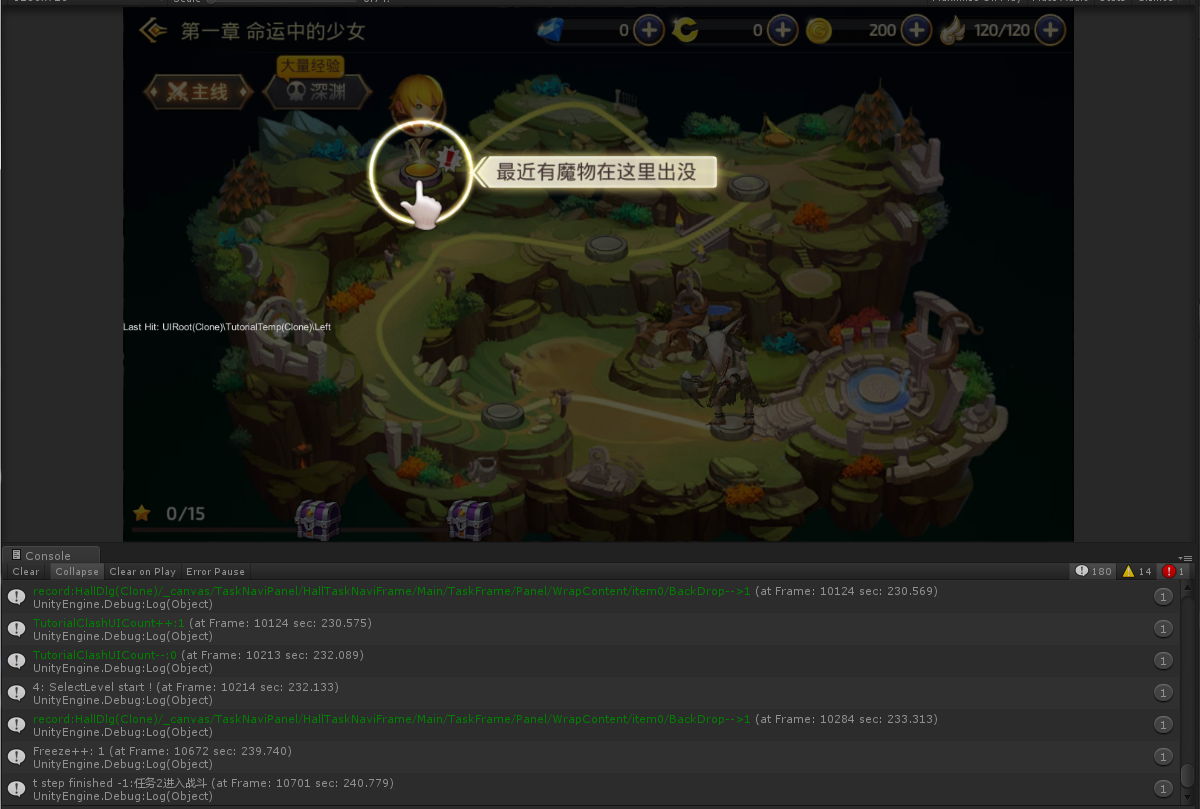 第一章 命运中的少女
0
0
200
120/120
大量经验
主线
深渊
最近有魔物在这里出没
Last Hit: UIRoot(Clone)\TutorialTemp(Clone)\Left
0/15
Console
Clear
Collapse
Clear on Play
Error Pause
180
14
1
record:HallDlg(Clone)/_canvas/TaskNaviPanel/HallTaskNaviFrame/Main/TaskFrame/Panel/WrapContent/item0/BackDrop-->1 (at Frame: 10124 sec: 230.569)
UnityEngine.Debug:Log(Object)
1
TutorialClashUICount++:1 (at Frame: 10124 sec: 230.575)
UnityEngine.Debug:Log(Object)
1
TutorialClashUICount--:0 (at Frame: 10213 sec: 232.089)
UnityEngine.Debug:Log(Object)
1
4: SelectLevel start ! (at Frame: 10214 sec: 232.133)
UnityEngine.Debug:Log(Object)
1
record:HallDlg(Clone)/_canvas/TaskNaviPanel/HallTaskNaviFrame/Main/TaskFrame/Panel/WrapContent/item0/BackDrop-->1 (at Frame: 10284 sec: 233.313)
UnityEngine.Debug:Log(Object)
1
Freeze++: 1 (at Frame: 10672 sec: 239.740)
UnityEngine.Debug:Log(Object)
1
t step finished -1:任务2进入战斗 (at Frame: 10701 sec: 240.779)
UnityEngine.Debug:Log(Object)
1